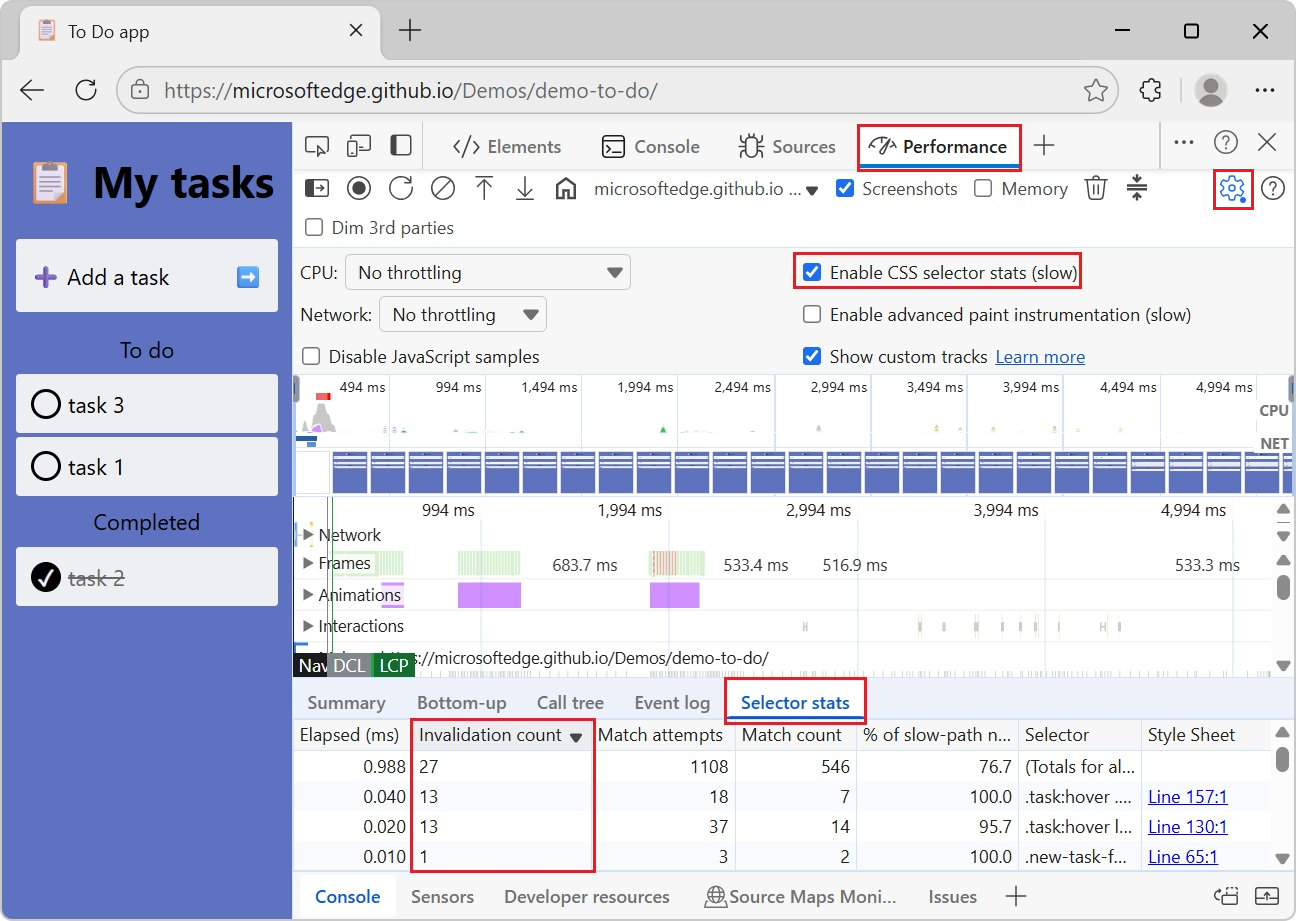 To Do app
https://microsoftedge.github.io/Demos/demo-to-do/
My tasks
Add a task
To do
task 3
task 1
Completed
task 2
Elements Console Sources Performance
microsoftedge.github.io ... Screenshots Memory
Dim 3rd parties
CPU: No throttling Enable CSS selector stats (slow)
Network: No throttling Enable advanced paint instrumentation (slow)
Disable JavaScript samples Show custom tracks Learn more
494 ms 994 ms 1,494 ms 1,994 ms 2,494 ms 2,994 ms 3,494 ms 3,994 ms 4,494 ms 4,994 ms
CPU
NET
994 ms 1,994 ms 2,994 ms 3,994 ms 4,994 ms
Network
Frames 683.7 ms 533.4 ms 516.9 ms 533.3 ms
Animations
Interactions
Nav DCL LCP ://microsoftedge.github.io/Demos/demo-to-do/
Summary Bottom-up Call tree Event log Selector stats
Elapsed (ms) Invalidation count Match attempts Match count % of slow-path n... Selector Style Sheet
0.988 27 1108 546 76.7 (Totals for al...
0.040 13 18 7 100.0 .task:hover .... Line 157:1
0.020 13 37 14 95.7 .task:hover l... Line 130:1
0.010 1 3 2 100.0 .new-task-f... Line 65:1
Console Sensors Developer resources Source Maps Moni... Issues